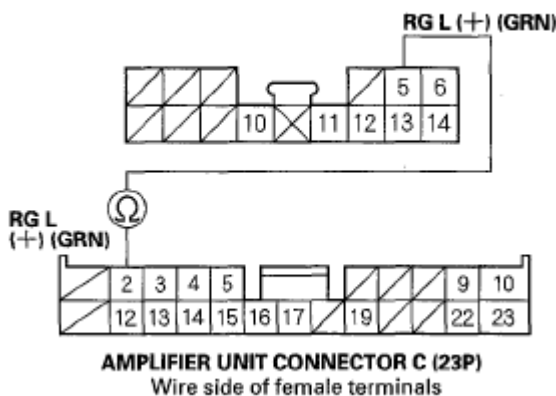 RG L (+) (GRN)
5 6
10 11 12 13 14
RG L
(+) (GRN)
Ω
2 3 4 5 9 10
12 13 14 15 16 17 19 22 23
AMPLIFIER UNIT CONNECTOR C (23P)
Wire side of female terminals